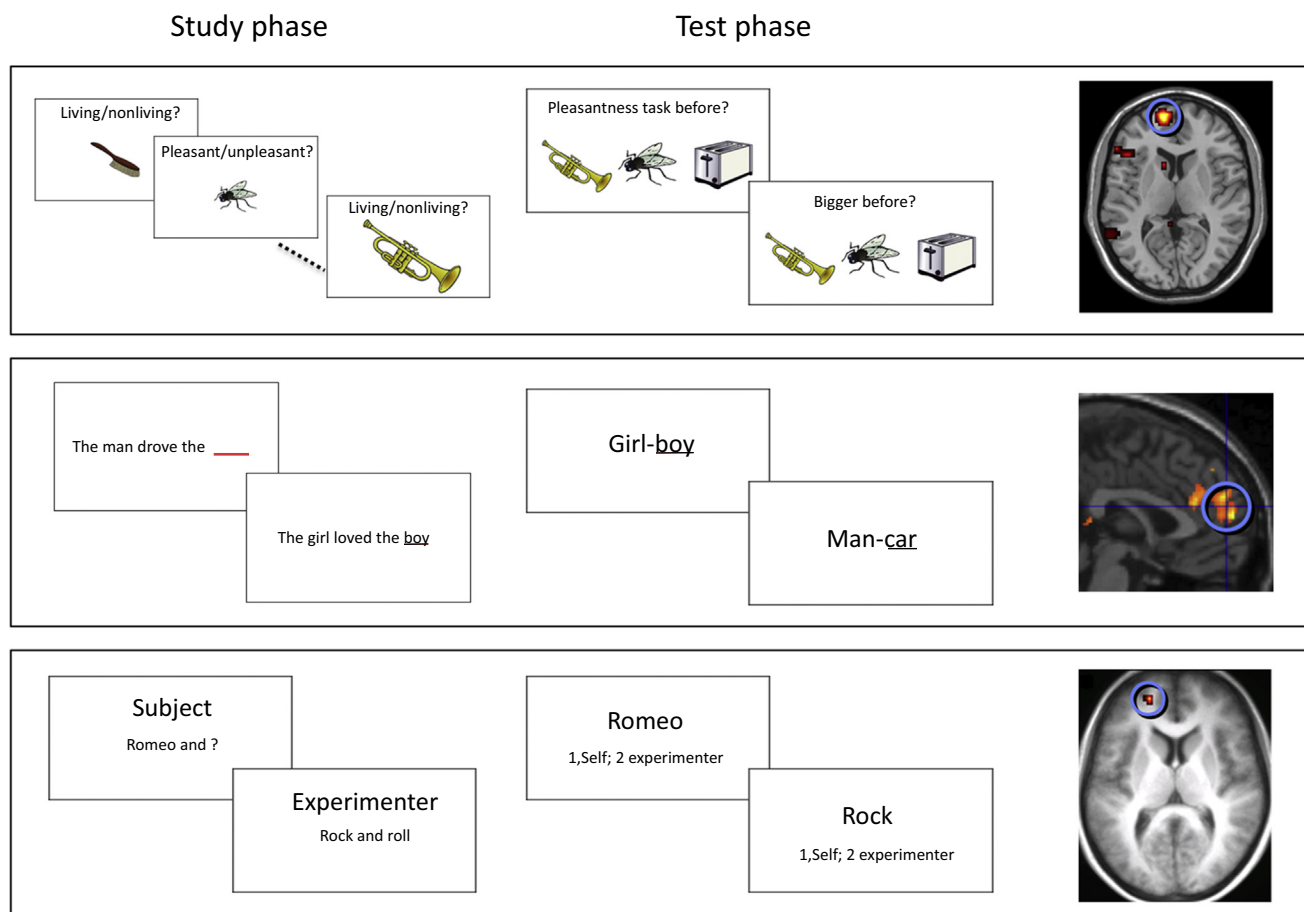 Study phase
Test phase
Living/nonliving?
Pleasant/unpleasant?
Living/nonliving?
Pleasantness task before?
Bigger before?
The man drove the ____
The girl loved the boy
Girl-boy
Man-car
Subject
Romeo and ?
Experimenter
Rock and roll
Romeo
1,Self; 2 experimenter
Rock
1,Self; 2 experimenter